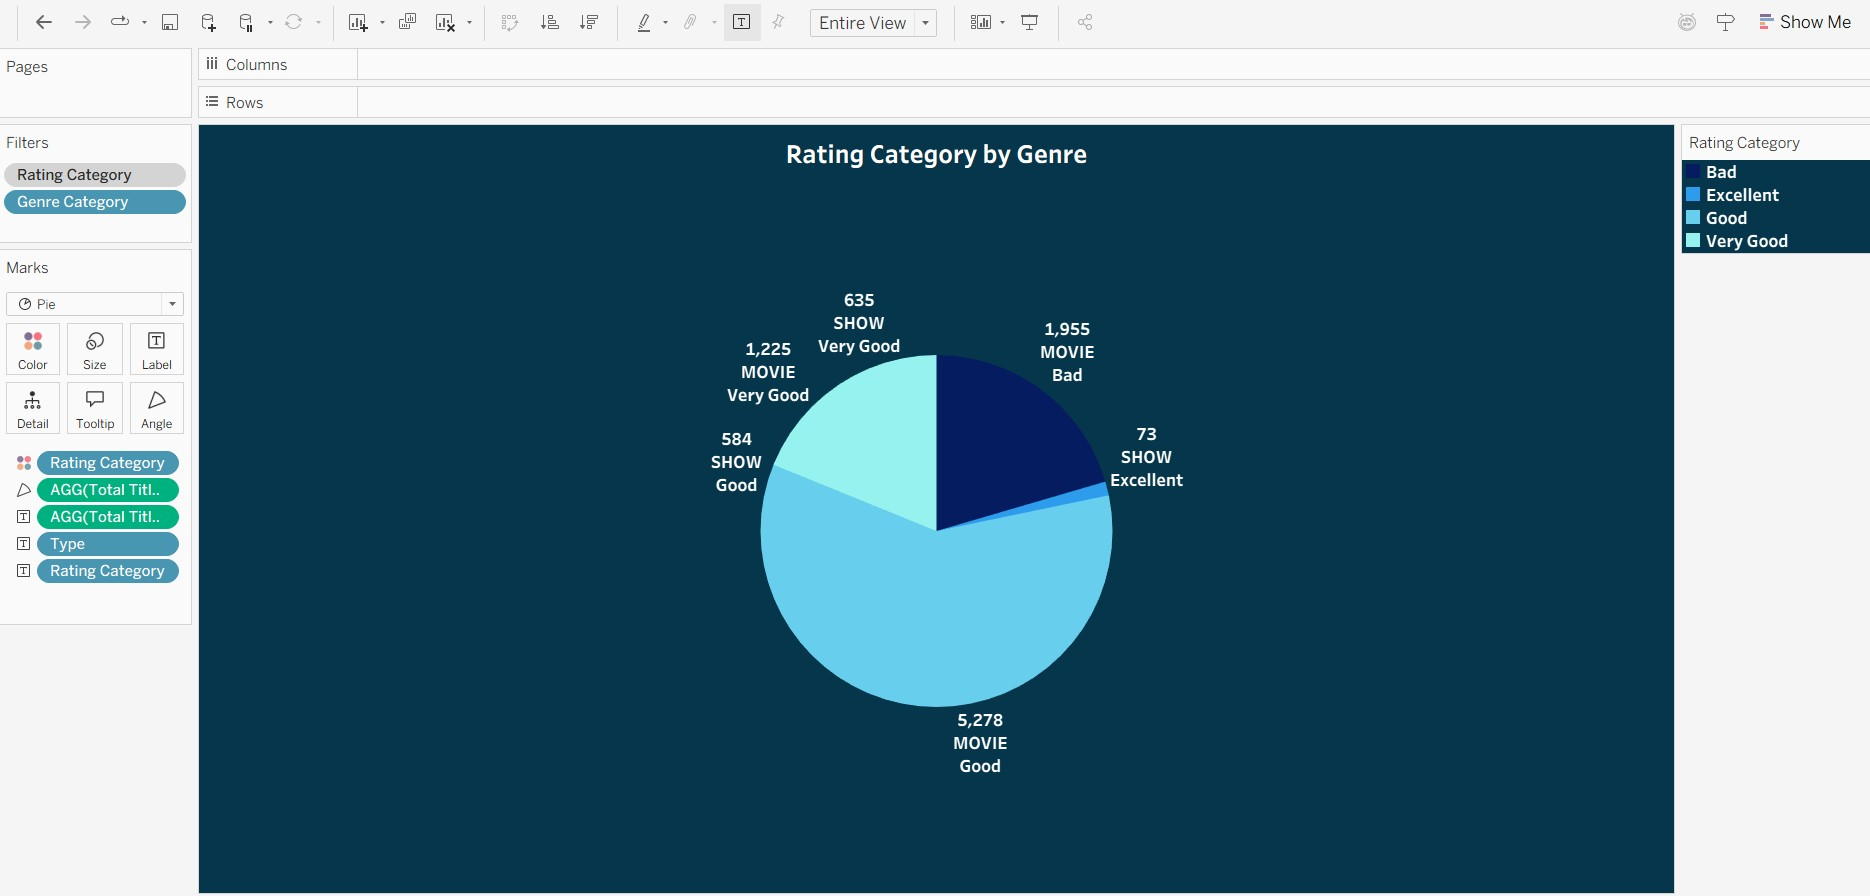 Entire View
Show Me
Pages
Columns
Rows
Filters
Rating Category
Genre Category
Marks
Pie
Color
Size
Label
Detail
Tooltip
Angle
Rating Category
AGG(Total Titl..
AGG(Total Titl..
Type
Rating Category
Rating Category by Genre
635
SHOW
Very Good
1,225
MOVIE
Very Good
584
SHOW
Good
1,955
MOVIE
Bad
73
SHOW
Excellent
5,278
MOVIE
Good
Rating Category
Bad
Excellent
Good
Very Good